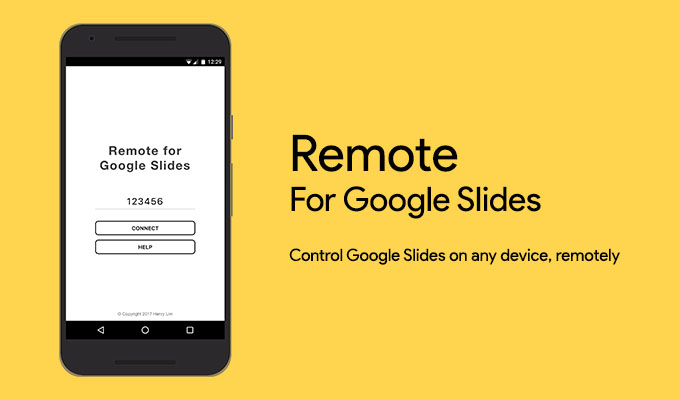 12:29
Remote for
Google Slides
123456
CONNECT
HELP
© Copyright 2017 Henry Lim
Remote
For Google Slides
Control Google Slides on any device, remotely